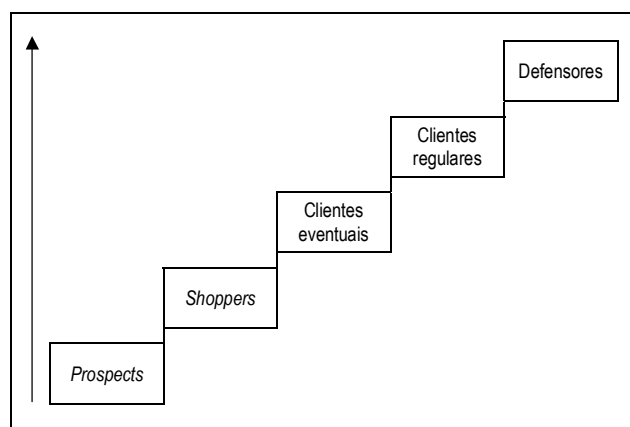 Defensores
Clientes
regulares
Clientes
eventuais
Shoppers
Prospects